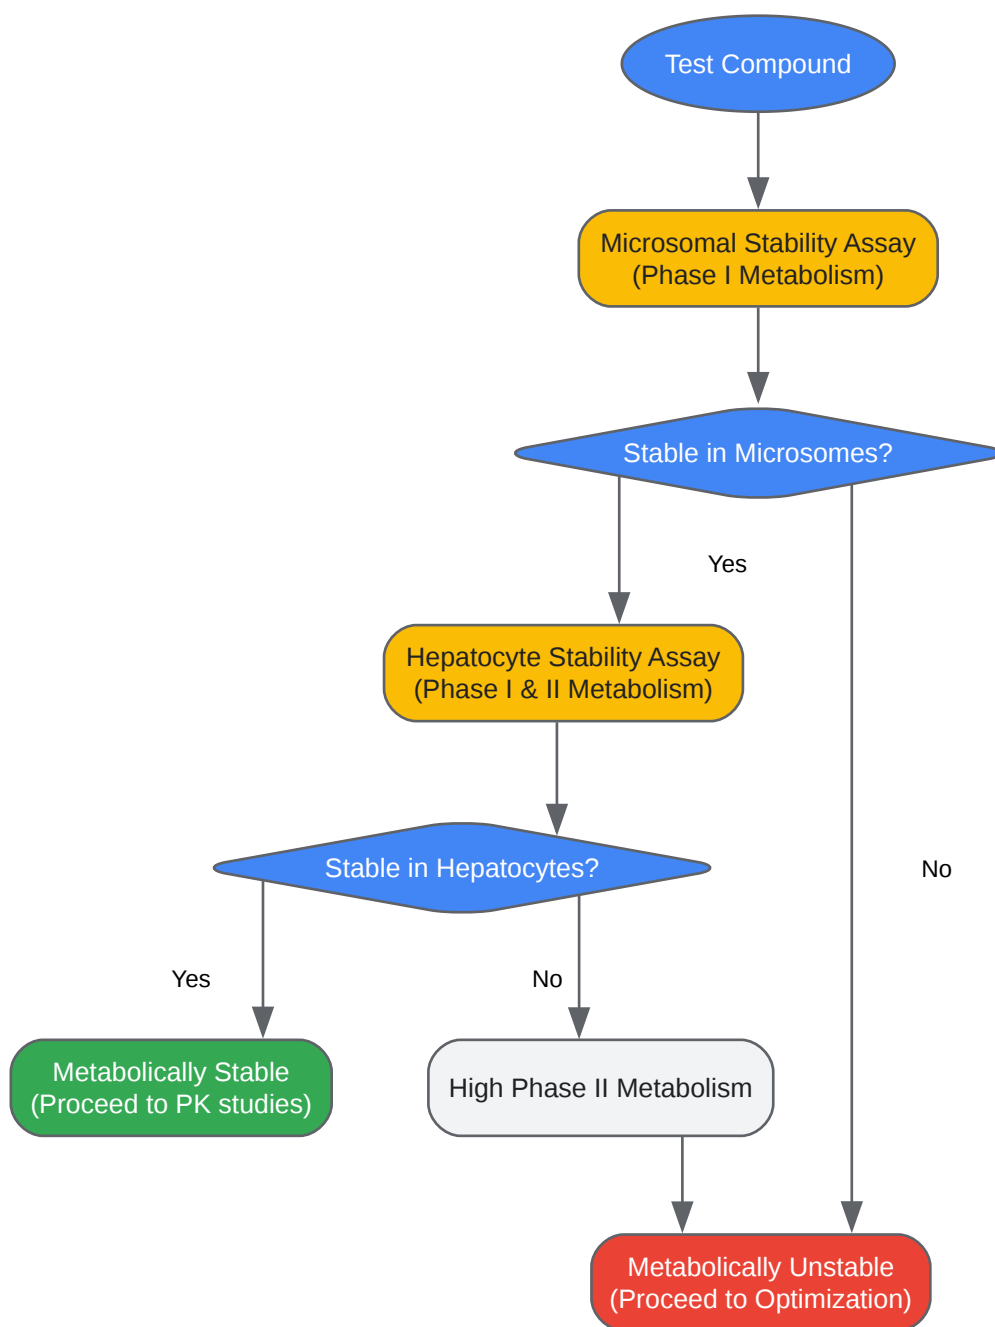 Test Compound
Microsomal Stability Assay
(Phase I Metabolism)
Stable in Microsomes?
Yes
Hepatocyte Stability Assay
(Phase I & II Metabolism)
Stable in Hepatocytes?
No
Yes
No
Metabolically Stable
(Proceed to PK studies)
High Phase II Metabolism
Metabolically Unstable
(Proceed to Optimization)